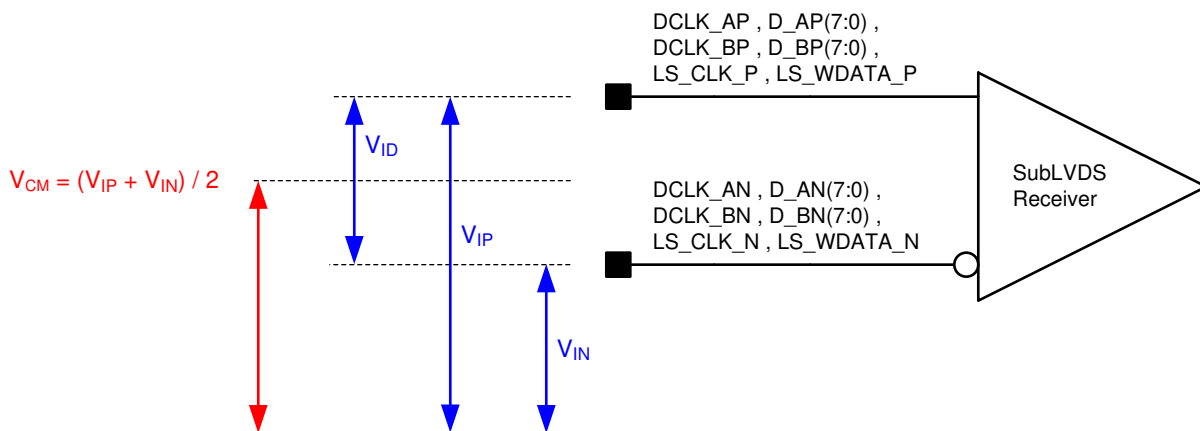 DCLK_AP , D_AP(7:0) ,
DCLK_BP , D_BP(7:0) ,
LS_CLK_P , LS_WDATA_P
VID
VCM = (VIP + VIN) / 2
SubLVDS
Receiver
DCLK_AN , D_AN(7:0) ,
DCLK_BN , D_BN(7:0) ,
LS_CLK_N , LS_WDATA_N
VIP
VIN